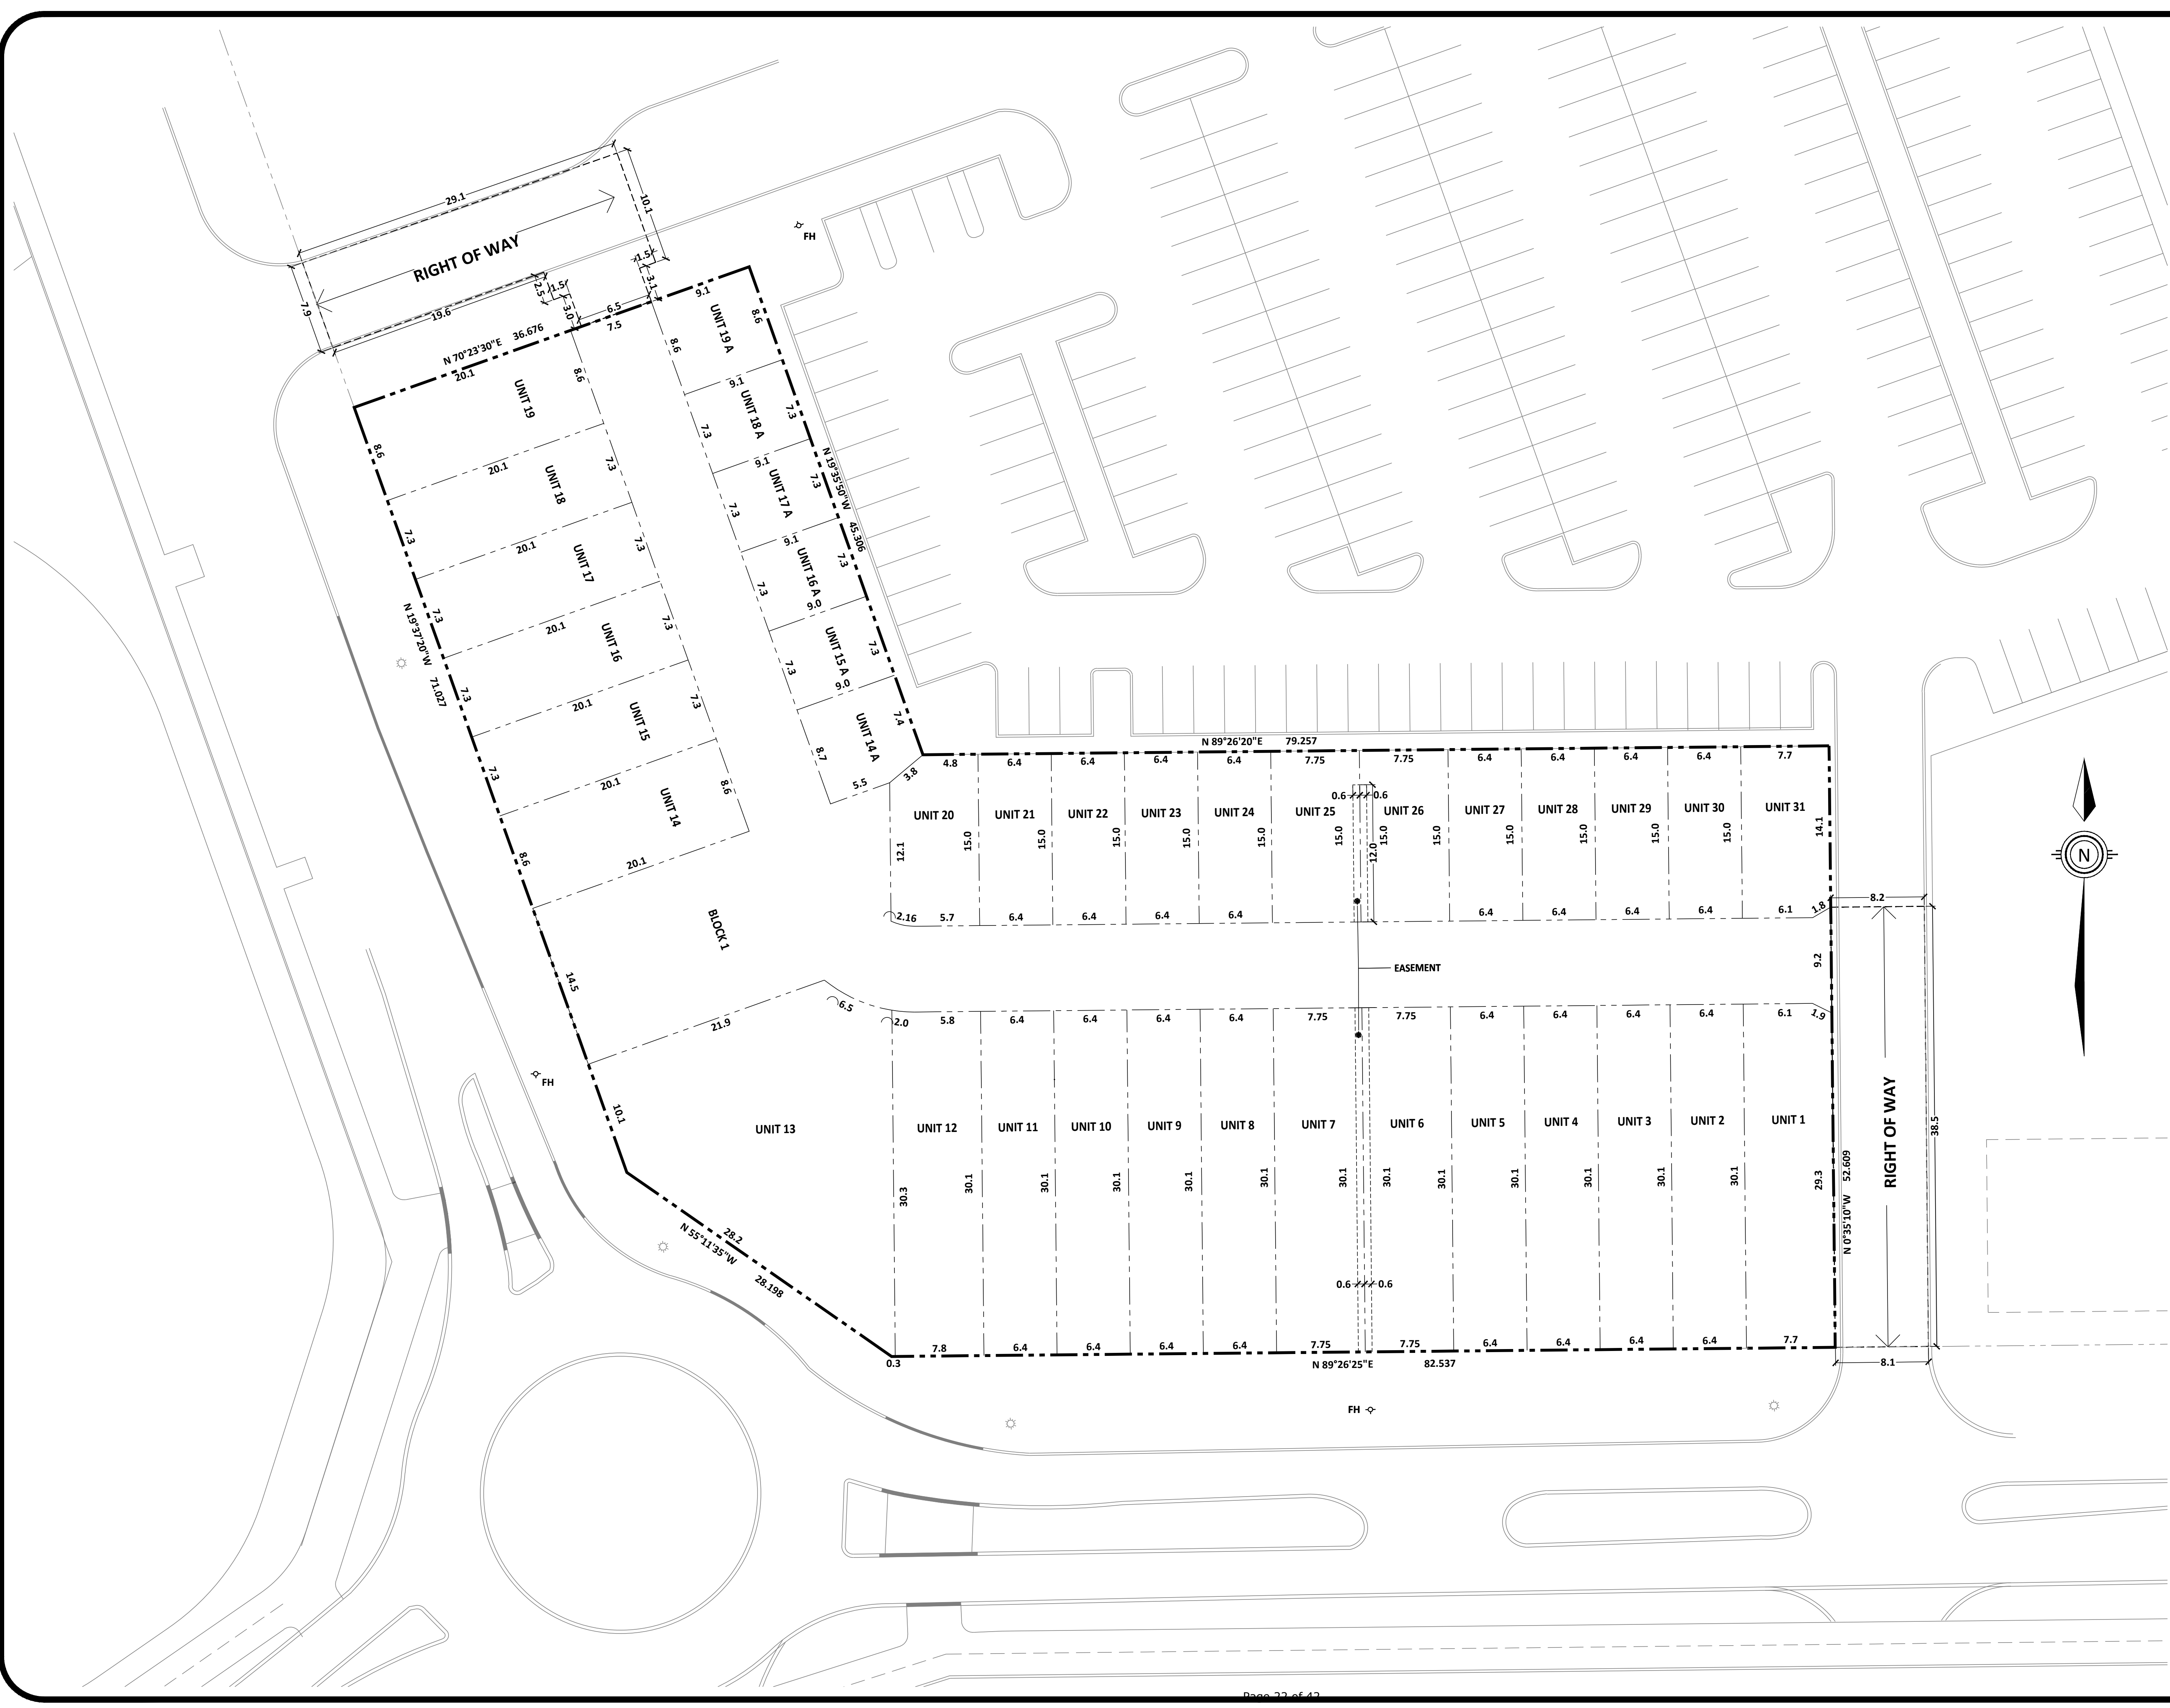 29.1
10.1
RIGHT OF WAY
7.9
19.6
2.5
1.5
3.0
1.5
3.1
6.5
7.5
9.1
FH
N 70°23'30"E 36.676
20.1
UNIT 19
8.6
8.6
8.6
UNIT 19 A
8.6
20.1
9.1
7.3
UNIT 18
7.3
7.3
UNIT 18 A
7.3
20.1
9.1
7.3
UNIT 17
7.3
7.3
UNIT 17 A
7.3
N 19°35'50"W 45.306
20.1
9.1
7.3
UNIT 16
7.3
7.3
UNIT 16 A
7.3
20.1
9.0
N 19°37'20"W 71.027
7.3
UNIT 15
7.3
7.3
UNIT 15 A
7.3
20.1
9.0
8.6
UNIT 14
8.6
8.7
UNIT 14 A
7.4
20.1
5.5
3.8
N 89°26'20"E 79.257
4.8
6.4
6.4
6.4
6.4
7.75
7.75
6.4
6.4
6.4
6.4
7.7
0.6
0.6
UNIT 20
UNIT 21
UNIT 22
UNIT 23
UNIT 24
UNIT 25
UNIT 26
UNIT 27
UNIT 28
UNIT 29
UNIT 30
UNIT 31
12.1
15.0
15.0
15.0
15.0
15.0
15.0
15.0
12.0
15.0
15.0
15.0
15.0
15.0
14.1
N
2.16
5.7
6.4
6.4
6.4
6.4
6.4
6.4
6.4
6.4
6.1
1.8
8.2
BLOCK 1
14.5
EASEMENT
9.2
21.9
6.5
2.0
5.8
6.4
6.4
6.4
6.4
7.75
7.75
6.4
6.4
6.4
6.4
6.1
1.9
FH
10.1
UNIT 13
UNIT 12
UNIT 11
UNIT 10
UNIT 9
UNIT 8
UNIT 7
UNIT 6
UNIT 5
UNIT 4
UNIT 3
UNIT 2
UNIT 1
RIGHT OF WAY
38.5
30.3
30.1
30.1
30.1
30.1
30.1
30.1
30.1
30.1
30.1
30.1
30.1
30.1
29.3
N 0°35'10"W 52.609
28.2
N 55°11'35"W 28.198
0.6
0.6
0.3
7.8
6.4
6.4
6.4
6.4
7.75
7.75
6.4
6.4
6.4
6.4
7.7
N 89°26'25"E 82.537
8.1
FH
Page 22 of 42